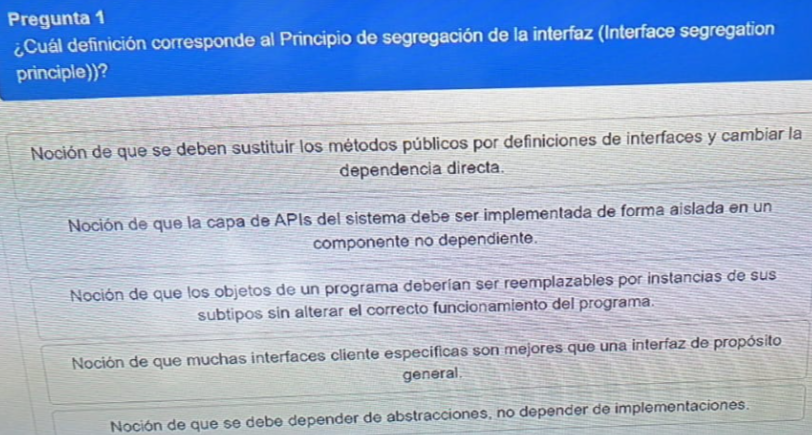 Pregunta 1
¿Cuál definición corresponde al Principio de segregación de la interfaz (Interface segregation
principle))?
Noción de que se deben sustituir los métodos públicos por definiciones de interfaces y cambiar la
dependencia directa.
Noción de que la capa de APIs del sistema debe ser implementada de forma aislada en un
componente no dependiente.
Noción de que los objetos de un programa deberían ser reemplazables por instancias de sus
subtipos sin alterar el correcto funcionamiento del programa.
Noción de que muchas interfaces cliente específicas son mejores que una interfaz de propósito
general.
Noción de que se debe depender de abstracciones, no depender de implementaciones.